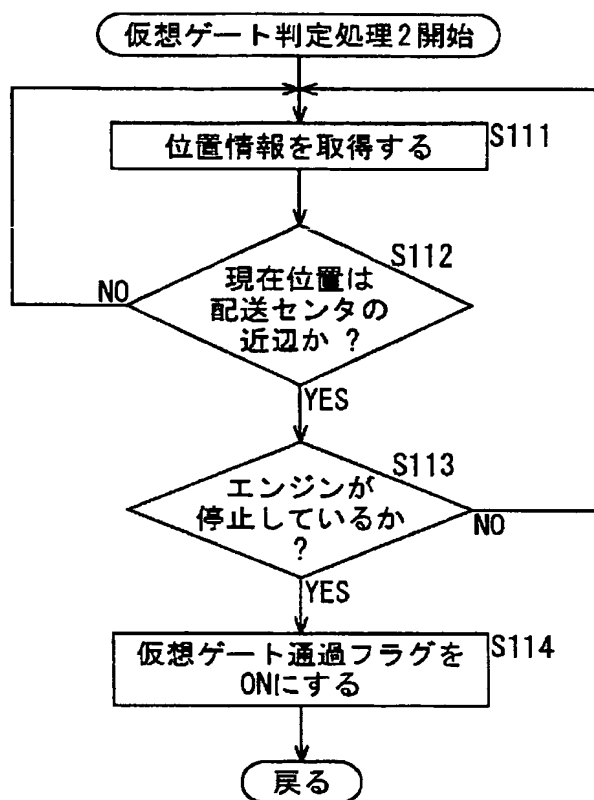 仮想ゲート判定処理2開始
位置情報を取得する
S111
現在位置は
配送センタの
近辺か ?
S112
NO
YES
エンジンが
停止しているか
?
S113
NO
YES
仮想ゲート通過フラグを
ONにする
S114
戻る